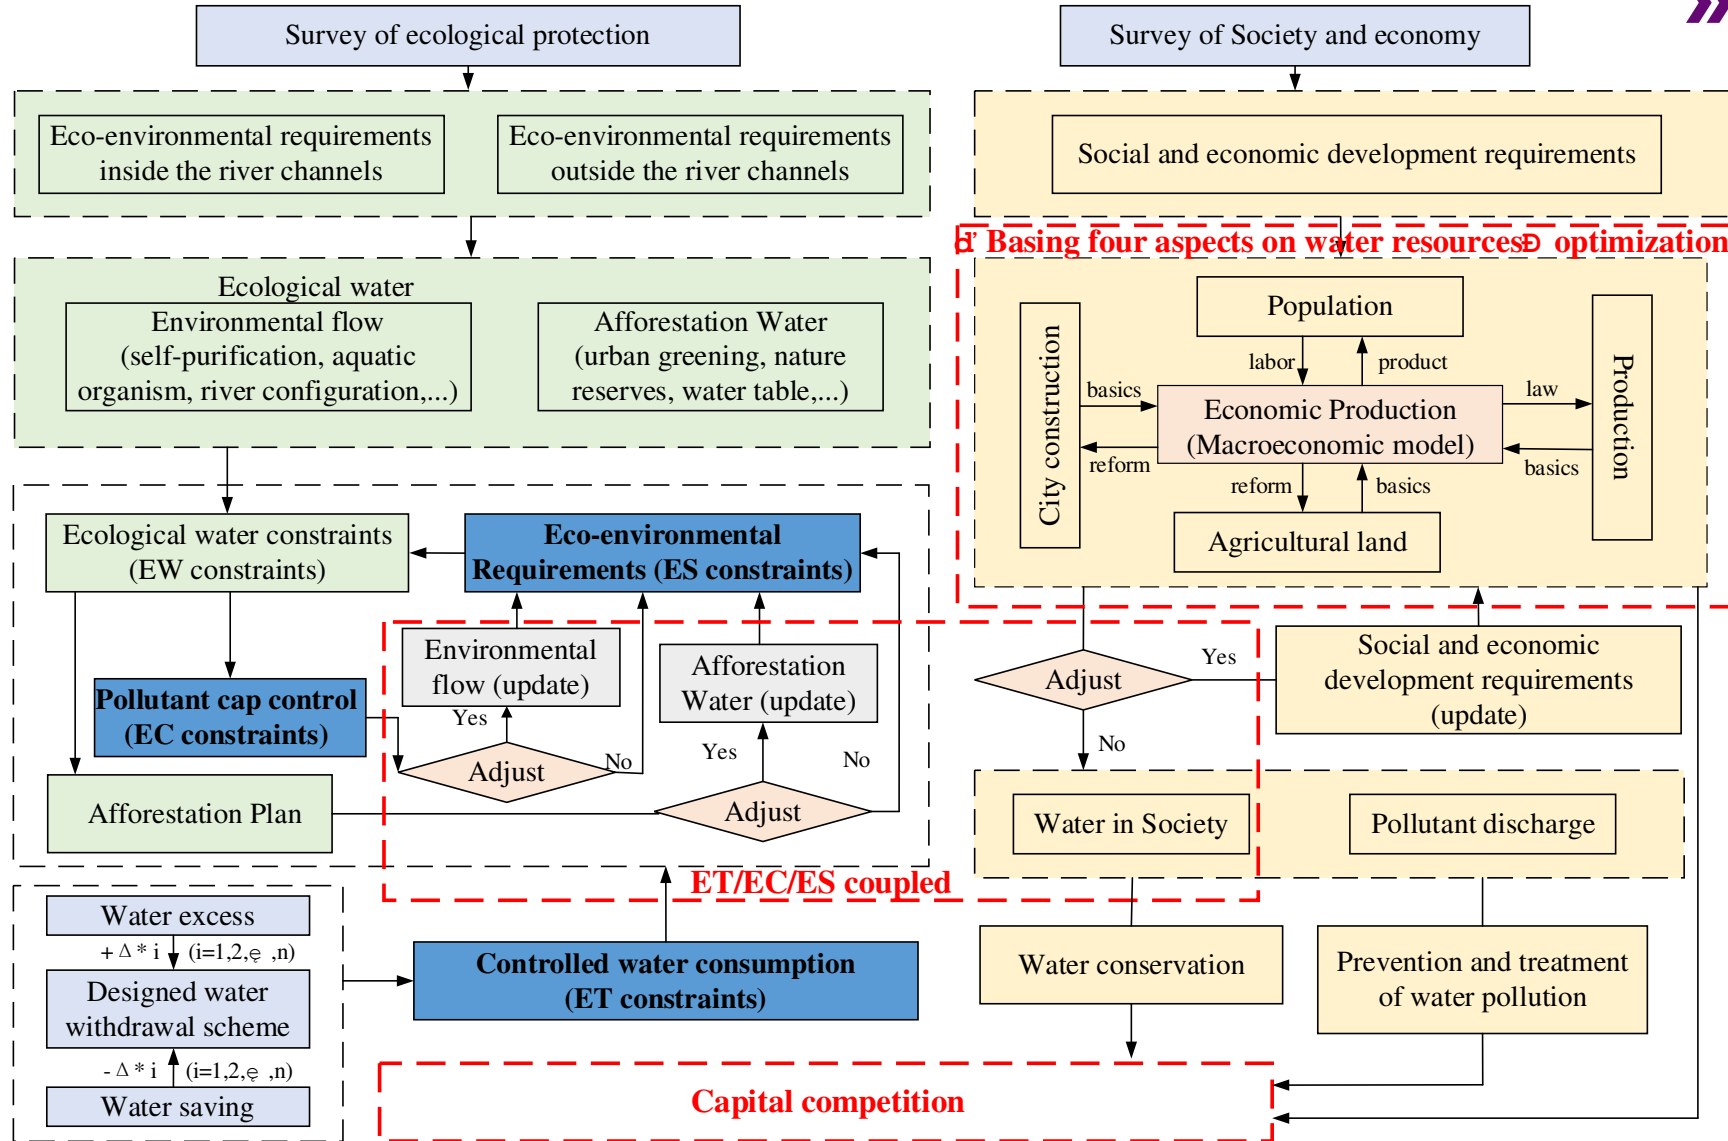 Survey of ecological protection
Eco-environmental requirements
inside the river channels
Eco-environmental requirements
outside the river channels
Ecological water
Environmental flow
(self-purification, aquatic
organism, river configuration,...)
Afforestation Water
(urban greening, nature
reserves, water table,...)
Ecological water constraints
(EW constraints)
Eco-environmental
Requirements (ES constraints)
Pollutant cap control
(EC constraints)
Environmental
flow (update)
Afforestation
Water (update)
Yes
Adjust
No
Yes
Adjust
No
Afforestation Plan
ET/EC/ES coupled
Water excess
+ Δ * i (i=1,2,ę ,n)
Designed water
withdrawal scheme
- Δ * i (i=1,2,ę ,n)
Water saving
Controlled water consumption
(ET constraints)
Survey of Society and economy
Social and economic development requirements
Basing four aspects on water resourcesÐ optimization
Population
labor
product
City construction
basics
reform
Economic Production
(Macroeconomic model)
law
basics
Production
reform
basics
Agricultural land
Adjust
Yes
No
Social and economic
development requirements
(update)
Water in Society
Pollutant discharge
Water conservation
Prevention and treatment
of water pollution
Capital competition